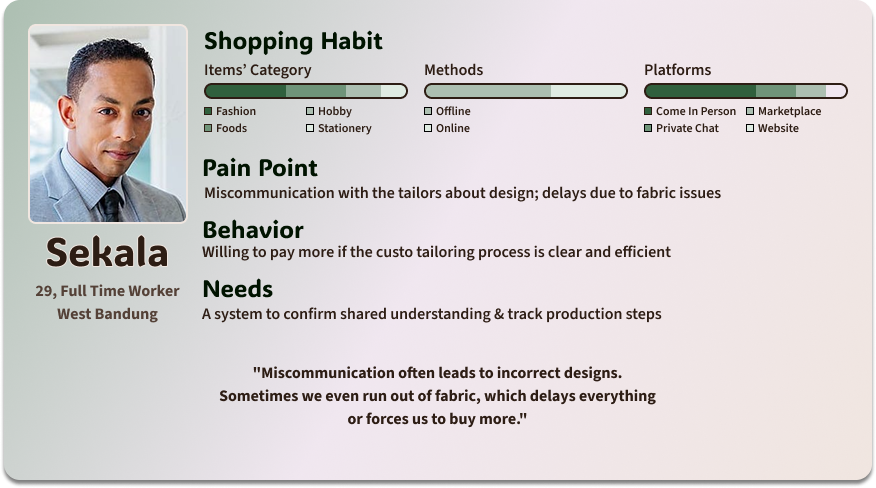 Shopping Habit
Items' Category
Fashion
Hobby
Foods
Stationery
Methods
Offline
Online
Platforms
Come In Person
Marketplace
Private Chat
Website
Pain Point
Miscommunication with the tailors about design; delays due to fabric issues
Behavior
Willing to pay more if the custo tailoring process is clear and efficient
Needs
A system to confirm shared understanding & track production steps
Sekala
29, Full Time Worker
West Bandung
"Miscommunication often leads to incorrect designs.
Sometimes we even run out of fabric, which delays everything
or forces us to buy more."